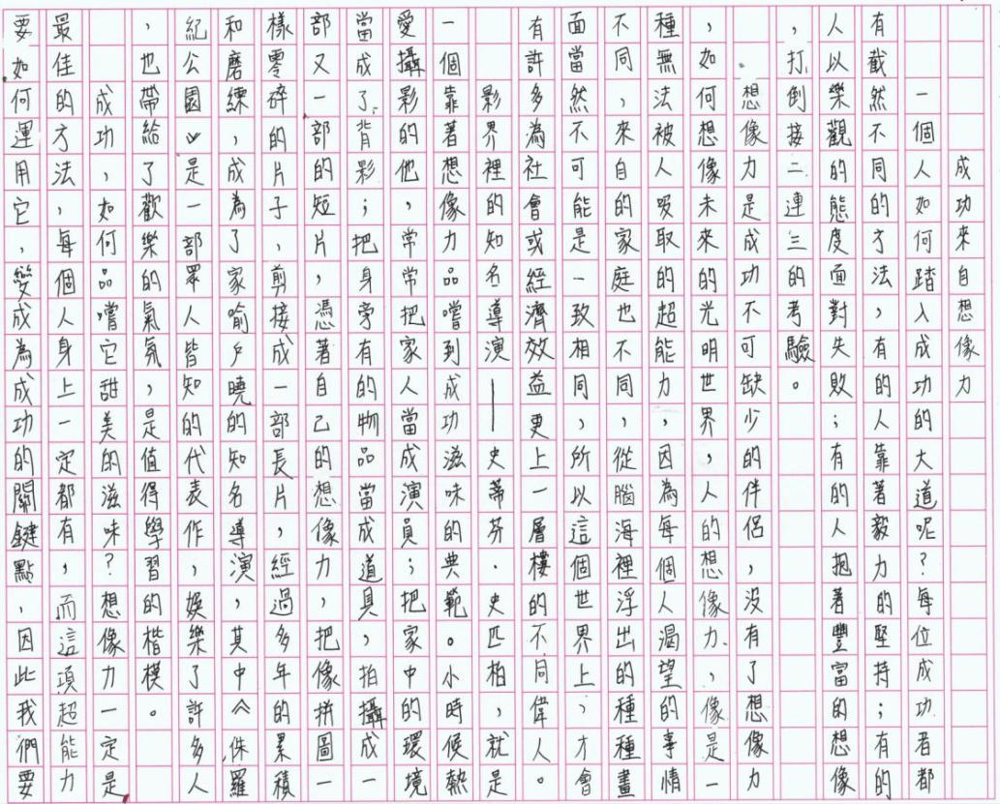 成功來自想像力
一個人如何踏入成功的大道呢?每位成功者都
有截然不同的方法,有的人靠著毅力的堅持;有的
人以樂觀的態度面對失敗;有的人抱著豐富的想像
,打倒接二連三的考驗。
想像力是成功不可缺少的伴侶,沒有了想像力
,如何想像未來的光明世界,人的想像力,像是一
種無法被人吸取的超能力,因為每個人渴望的事情
不同,來自的家庭也不同,從腦海裡浮出的種種畫
面當然不可能是一致相同,所以這個世界上,才會
有許多為社會或經濟效益更上一層樓的不同偉人。
影界裡的知名導演——史蒂芬.史匹柏,就是
一個靠著想像力品嚐到成功滋味的典範。小時候熱
愛攝影的他,常常把家人當成演員;把家中的環境
當成了背影;把身旁有的物品當成道具,拍攝成一
部又一部的短片,憑著自己的想像力,把像拼圖一
樣零碎的片子,剪接成一部長片,經過多年的累積
和磨練,成為了家喻戶曉的知名導演,其中《侏羅
紀公園》是一部眾人皆知的代表作,娛樂了許多人
,也帶給了歡樂的氣氛,是值得學習的楷模。
成功,如何品嚐它甜美的滋味?想像力一定是
最佳的方法,每個人身上一定都有,而這項超能力
要如何運用它,變成為成功的關鍵點,因此我們要